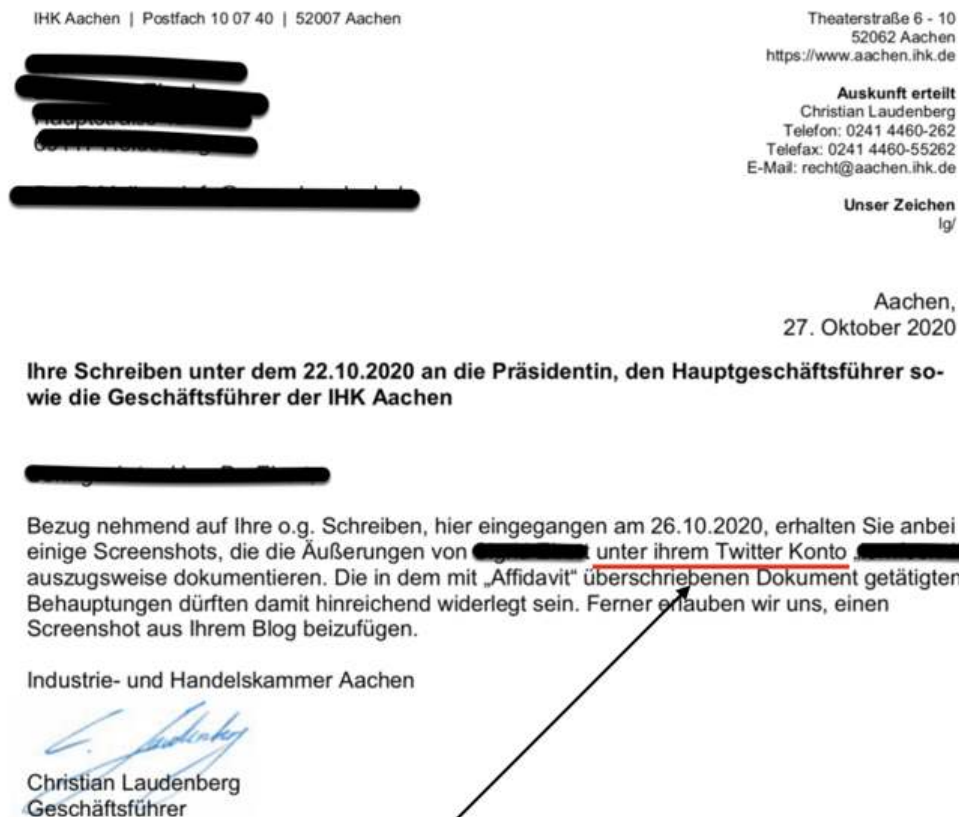 IHK Aachen | Postfach 10 07 40 | 52007 Aachen
Theaterstraße 6 - 10
52062 Aachen
https://www.aachen.ihk.de
Auskunft erteilt
Christian Laudenberg
Telefon: 0241 4460-262
Telefax: 0241 4460-55262
E-Mail: recht@aachen.ihk.de
Unser Zeichen
lg/
Aachen,
27. Oktober 2020
Ihre Schreiben unter dem 22.10.2020 an die Präsidentin, den Hauptgeschäftsführer so-
wie die Geschäftsführer der IHK Aachen
Bezug nehmend auf Ihre o.g. Schreiben, hier eingegangen am 26.10.2020, erhalten Sie anbei
einige Screenshots, die die Äußerungen von unter ihrem Twitter Konto „
auszugsweise dokumentieren. Die in dem mit „Affidavit“ überschriebenen Dokument getätigten
Behauptungen dürften damit hinreichend widerlegt sein. Ferner erlauben wir uns, einen
Screenshot aus Ihrem Blog beizufügen.
Industrie- und Handelskammer Aachen
C. Laudenberg
Christian Laudenberg
Geschäftsführer